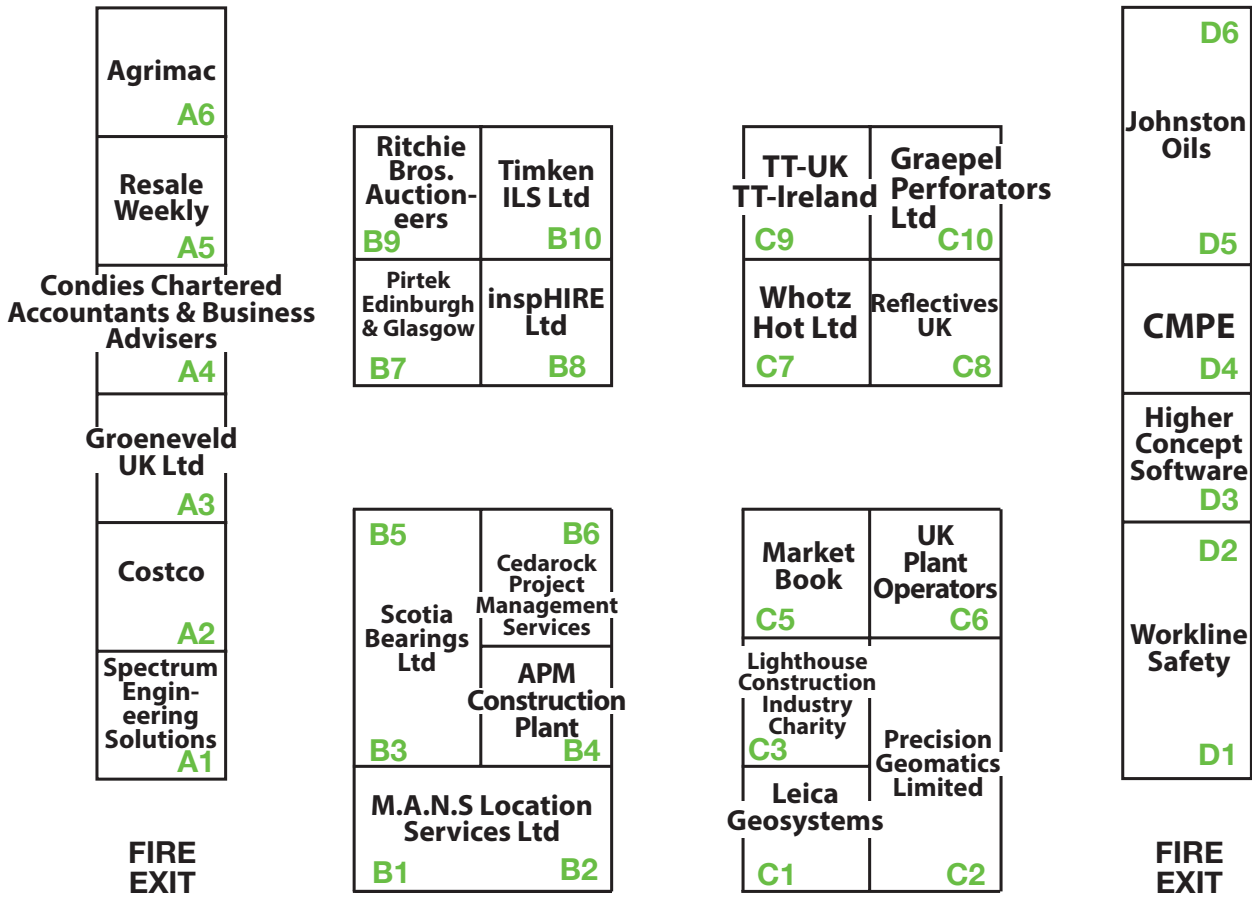 Agrimac
A6
Resale
Weekly
A5
Condies Chartered
Accountants & Business
Advisers
A4
Groeneveld
UK Ltd
A3
Costco
A2
Spectrum
Engin-
eering
Solutions
A1
FIRE
EXIT
Ritchie
Bros.
Auction-
eers
B9
Timken
ILS Ltd
B10
Pirtek
Edinburgh
& Glasgow
B7
inspHIRE
Ltd
B8
B5
Scotia
Bearings
Ltd
B3
B6
Cedarock
Project
Management
Services
APM
Construction
Plant
B4
M.A.N.S Location
Services Ltd
B1
B2
TT-UK
TT-Ireland
C9
Graepel
Perforators
Ltd
C10
Whotz
Hot Ltd
C7
Reflectives
UK
C8
Market
Book
C5
UK
Plant
Operators
C6
Lighthouse
Construction
Industry
Charity
C3
Precision
Geomatics
Limited
C2
Leica
Geosystems
C1
D6
Johnston
Oils
D5
CMPE
D4
Higher
Concept
Software
D3
D2
Workline
Safety
D1
FIRE
EXIT